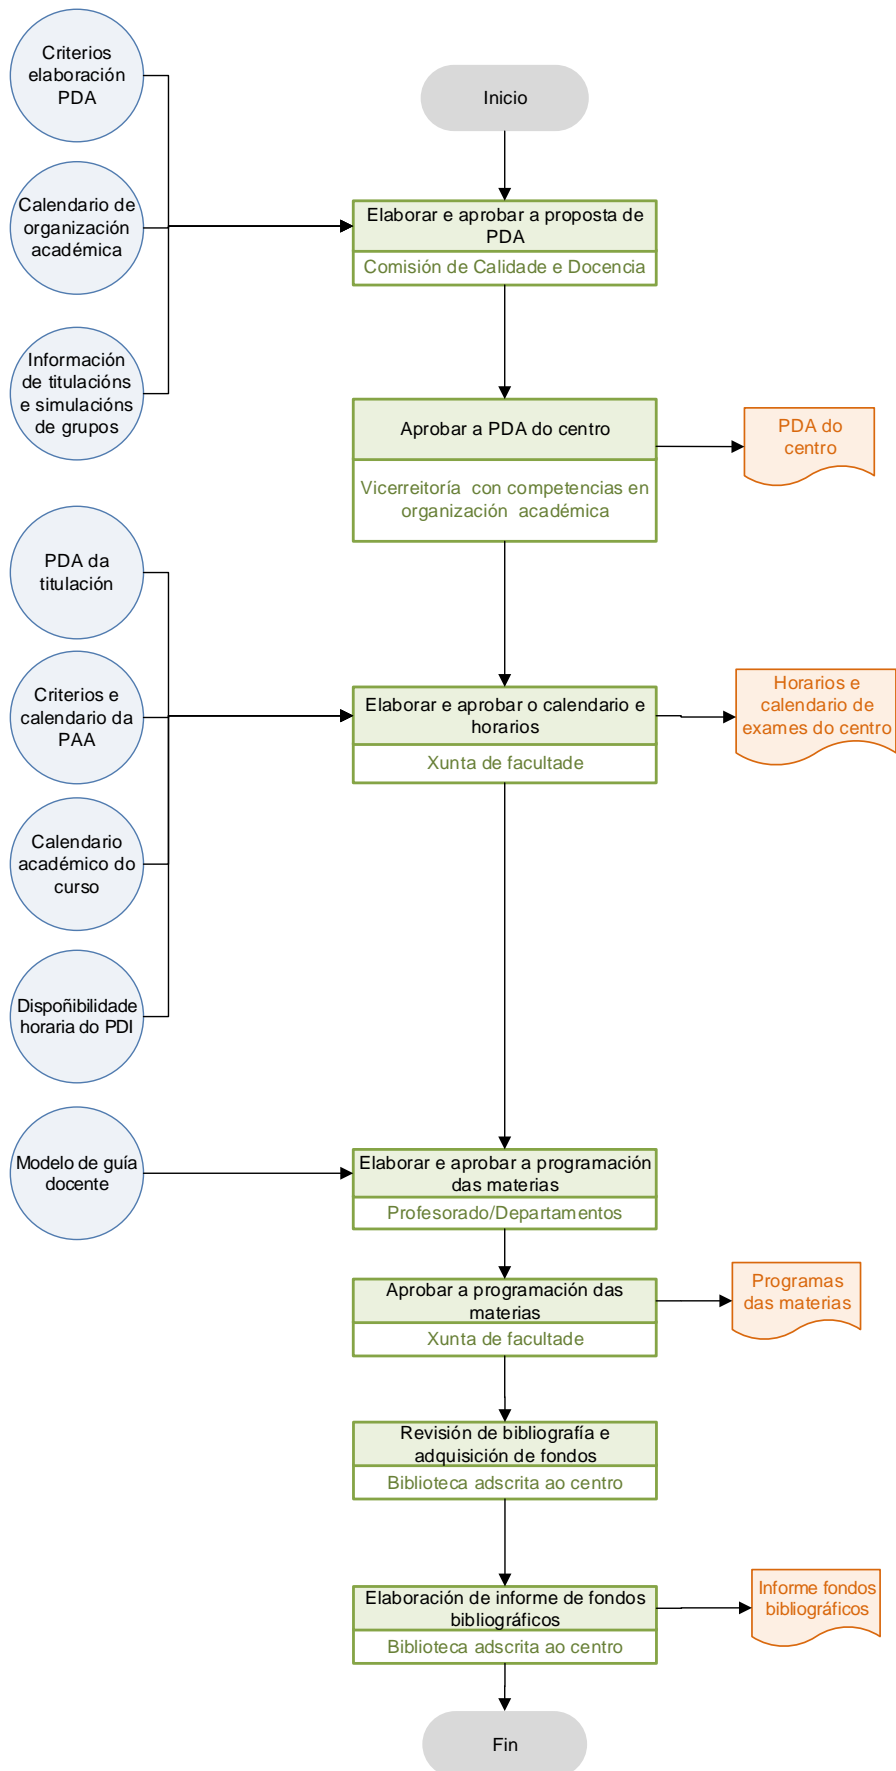 Criterios
elaboración
PDA
Inicio
Calendario de
organización
académica
Elaborar e aprobar a proposta de
PDA
Comisión de Calidade e Docencia
Información
de titulacións
e simulacións
de grupos
Aprobar a PDA do centro
Vicerreitoría con competencias en
organización académica
PDA do
centro
PDA da
titulación
Criterios e
calendario da
PAA
Elaborar e aprobar o calendario e
horarios
Xunta de facultade
Horarios e
calendario de
exames do centro
Calendario
académico do
curso
Dispoñibilidade
horaria do PDI
Modelo de guía
docente
Elaborar e aprobar a programación
das materias
Profesorado/Departamentos
Aprobar a programación das
materias
Xunta de facultade
Programas
das materias
Revisión de bibliografía e
adquisición de fondos
Biblioteca adscrita ao centro
Elaboración de informe de fondos
bibliográficos
Biblioteca adscrita ao centro
Informe fondos
bibliográficos
Fin